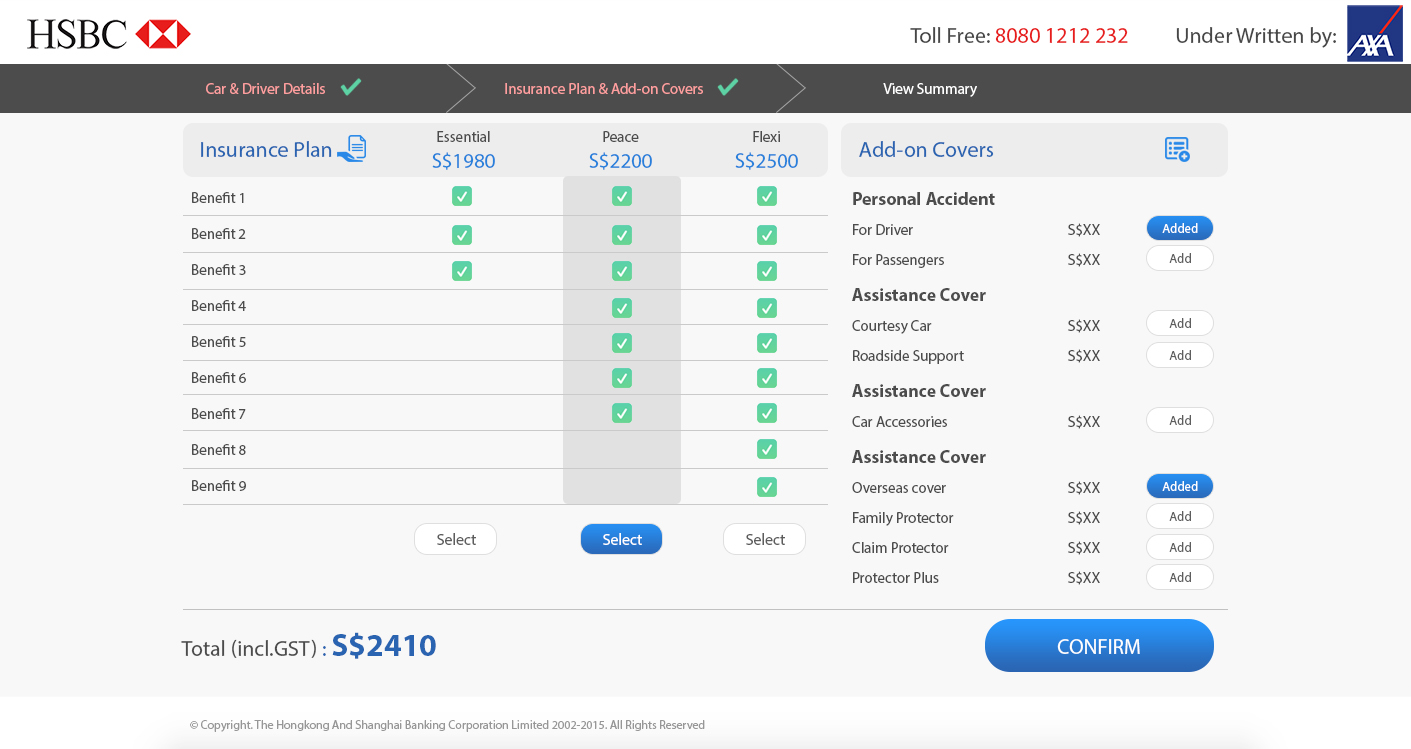 HSBC
Toll Free: 8080 1212 232
Under Written by:
AXA
Car & Driver Details
Insurance Plan & Add-on Covers
View Summary
Insurance Plan
Essential
S$1980
Peace
S$2200
Flexi
S$2500
Benefit 1
Benefit 2
Benefit 3
Benefit 4
Benefit 5
Benefit 6
Benefit 7
Benefit 8
Benefit 9
Select
Select
Select
Add-on Covers
Personal Accident
For Driver S$XX Added
For Passengers S$XX Add
Assistance Cover
Courtesy Car S$XX Add
Roadside Support S$XX Add
Assistance Cover
Car Accessories S$XX Add
Assistance Cover
Overseas cover S$XX Added
Family Protector S$XX Add
Claim Protector S$XX Add
Protector Plus S$XX Add
Total (incl.GST) : S$2410
CONFIRM
© Copyright. The Hongkong And Shanghai Banking Corporation Limited 2002-2015. All Rights Reserved